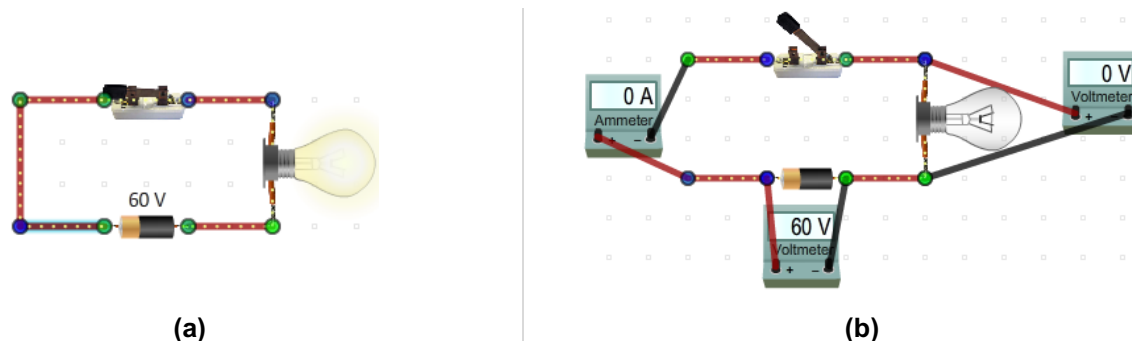 60 V
(a)
0 A
Ammeter
+ −
0 V
Voltmeter
+ −
60 V
Voltmeter
+ −
(b)